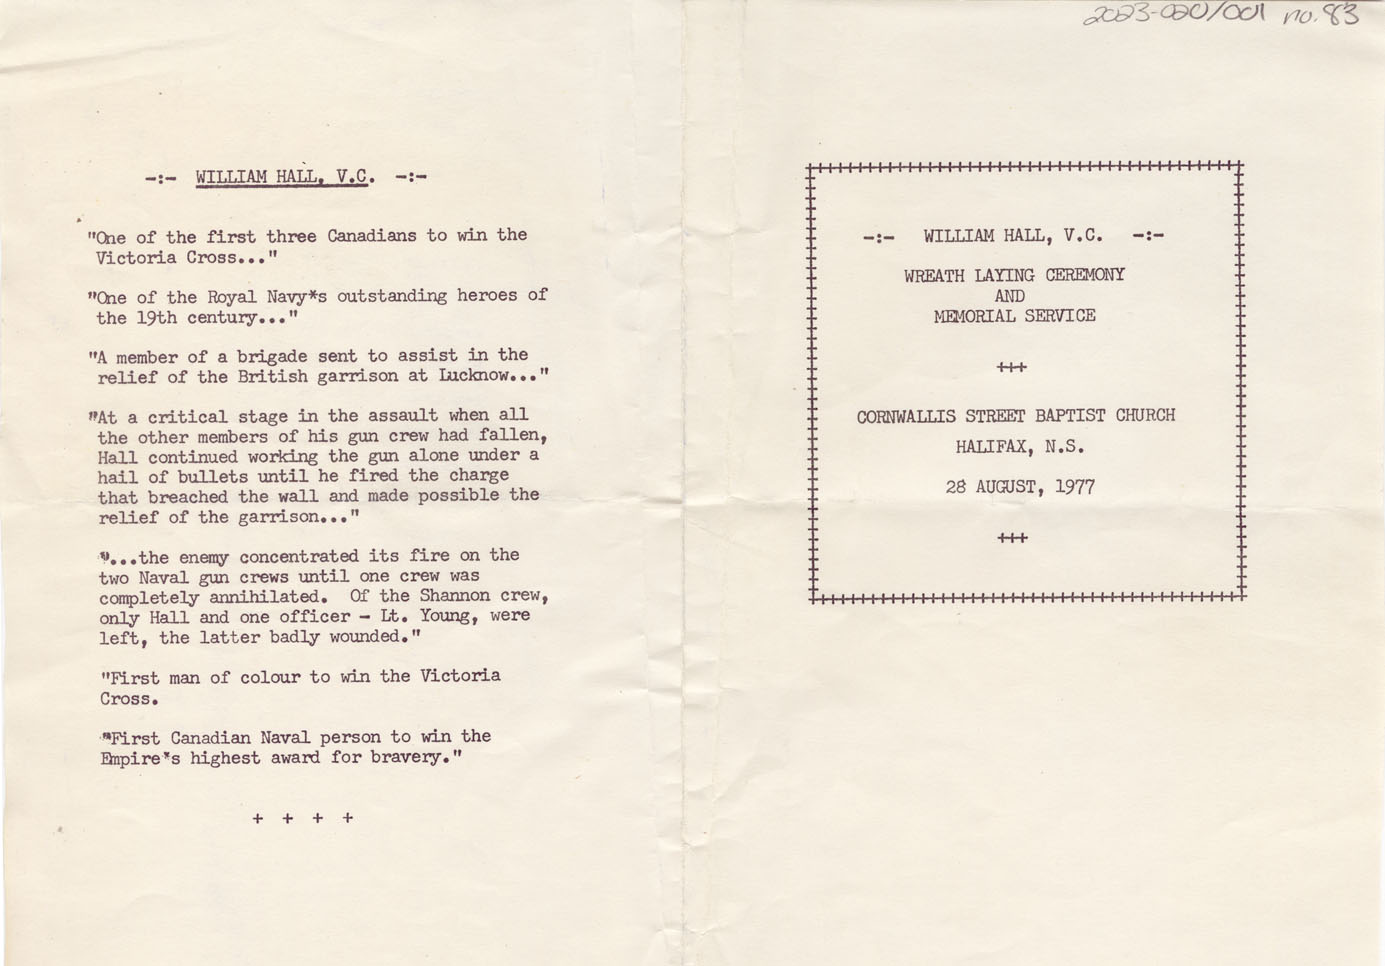 2023-020/001 no. 83
-:- WILLIAM HALL, V.C. -:-
"One of the first three Canadians to win the
Victoria Cross..."
"One of the Royal Navy*s outstanding heroes of
the 19th century..."
"A member of a brigade sent to assist in the
relief of the British garrison at Lucknow..."
"At a critical stage in the assault when all
the other members of his gun crew had fallen,
Hall continued working the gun alone under a
hail of bullets until he fired the charge
that breached the wall and made possible the
relief of the garrison..."
"...the enemy concentrated its fire on the
two Naval gun crews until one crew was
completely annihilated.  Of the Shannon crew,
only Hall and one officer - Lt. Young, were
left, the latter badly wounded."
"First man of colour to win the Victoria
Cross.
"First Canadian Naval person to win the
Empire*s highest award for bravery."
+ + + +
-:- WILLIAM HALL, V.C. -:-
WREATH LAYING CEREMONY
AND
MEMORIAL SERVICE
+++
CORNWALLIS STREET BAPTIST CHURCH
HALIFAX, N.S.
28 AUGUST, 1977
+++